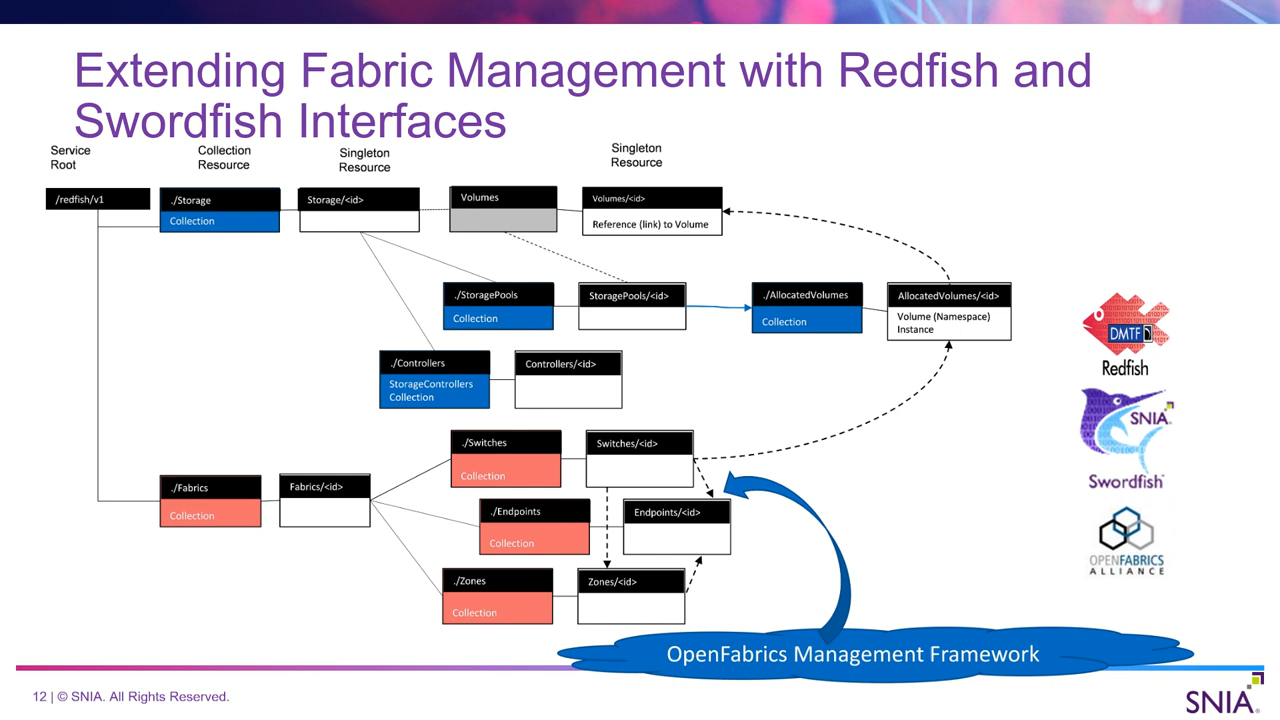 Extending Fabric Management with Redfish and
Swordfish Interfaces
Service
Root
Collection
Resource
Singleton
Resource
Singleton
Resource
/redfish/v1
./Storage
Collection
Storage/<id>
Volumes
Volumes/<id>
Reference (link) to Volume
./StoragePools
Collection
StoragePools/<id>
./AllocatedVolumes
Collection
AllocatedVolumes/<id>
Volume (Namespace)
Instance
./Controllers
StorageControllers
Collection
Controllers/<id>
./Switches
Collection
Switches/<id>
./Fabrics
Collection
Fabrics/<id>
./Endpoints
Collection
Endpoints/<id>
./Zones
Collection
Zones/<id>
DMTF
Redfish
SNIA
Swordfish
OPENFABRICS
ALLIANCE
OpenFabrics Management Framework
12 | © SNIA. All Rights Reserved.
SNIA